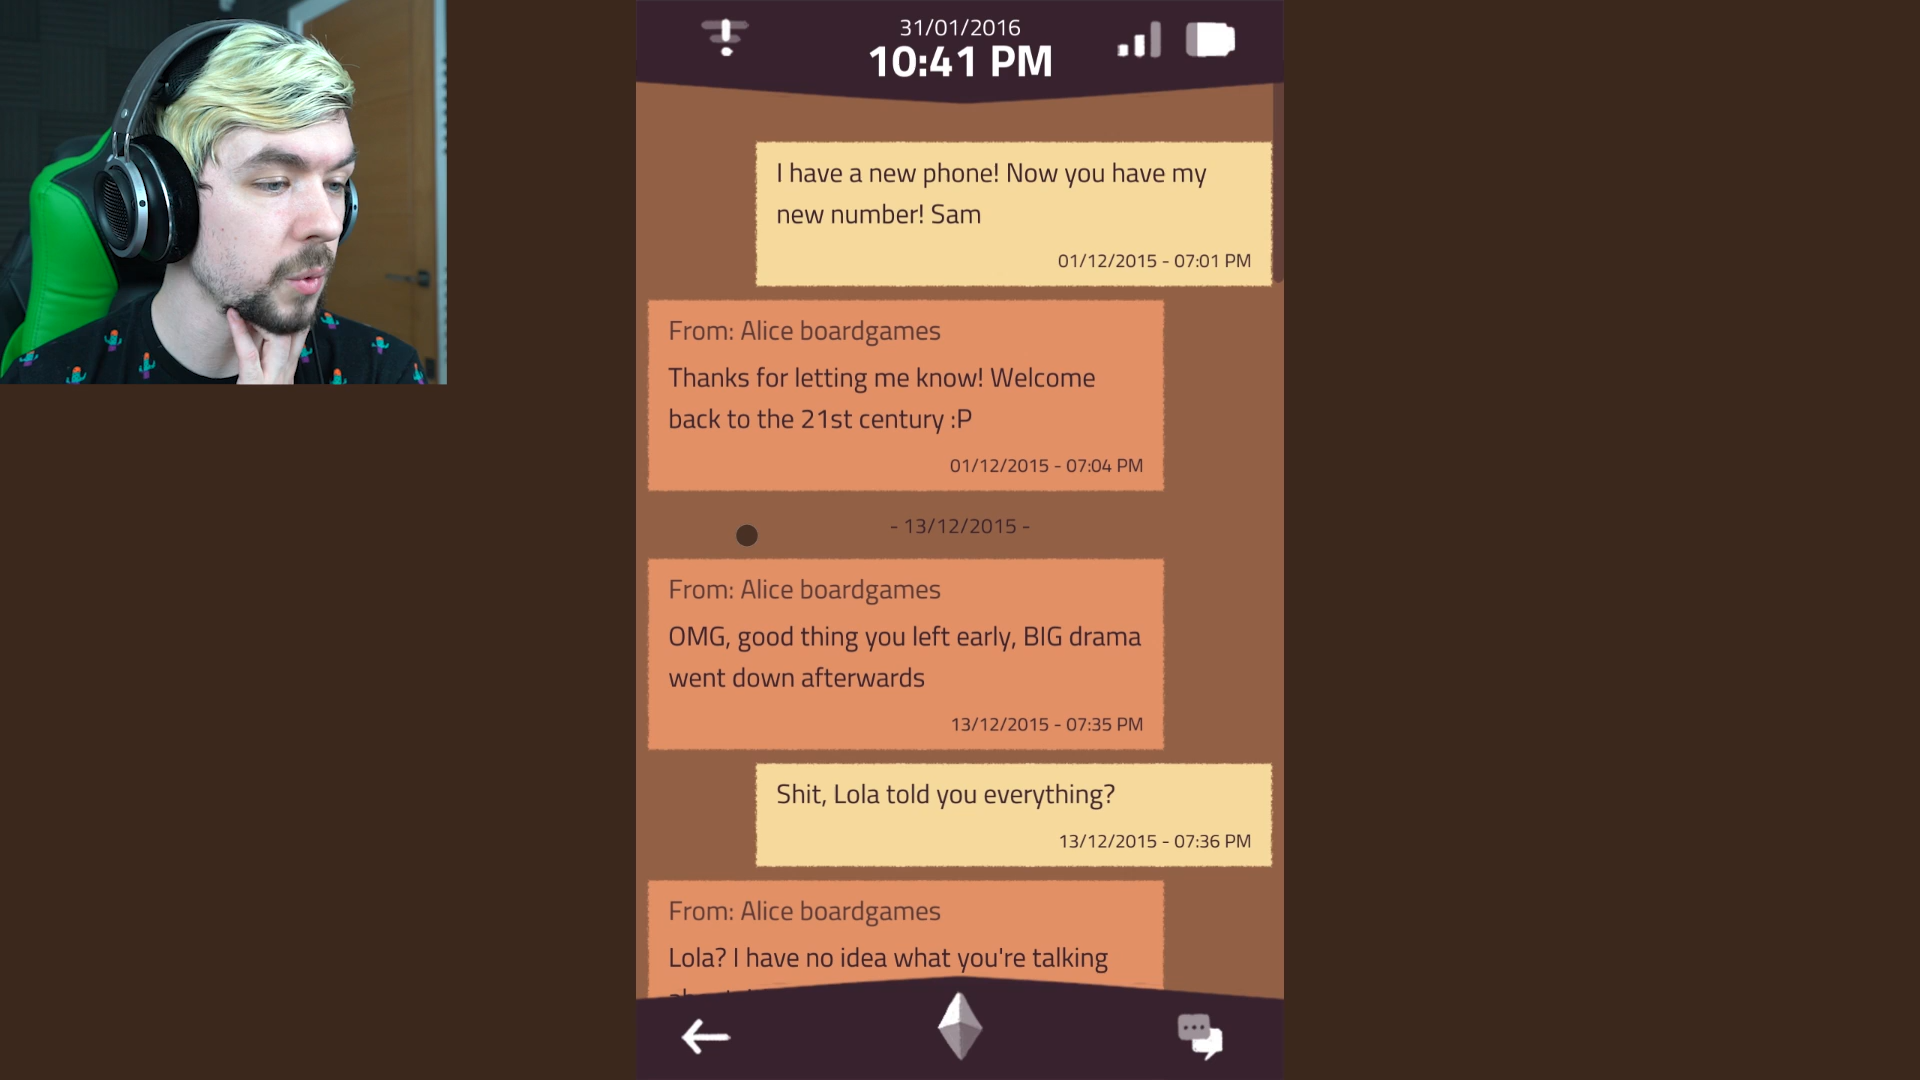 31/01/2016
10:41 PM
I have a new phone! Now you have my
new number! Sam
01/12/2015 - 07:01 PM
From: Alice boardgames
Thanks for letting me know! Welcome
back to the 21st century :P
01/12/2015 - 07:04 PM
- 13/12/2015 -
From: Alice boardgames
OMG, good thing you left early, BIG drama
went down afterwards
13/12/2015 - 07:35 PM
Shit, Lola told you everything?
13/12/2015 - 07:36 PM
From: Alice boardgames
Lola? I have no idea what you're talking